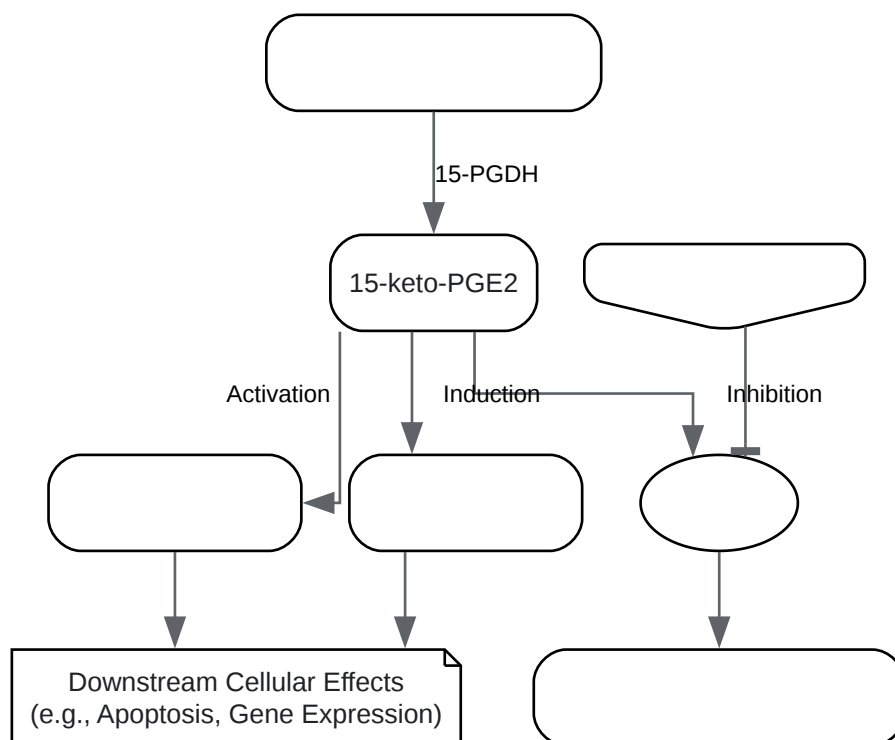 15-PGDH
15-keto-PGE2
Activation
Induction
Inhibition
Downstream Cellular Effects
(e.g., Apoptosis, Gene Expression)